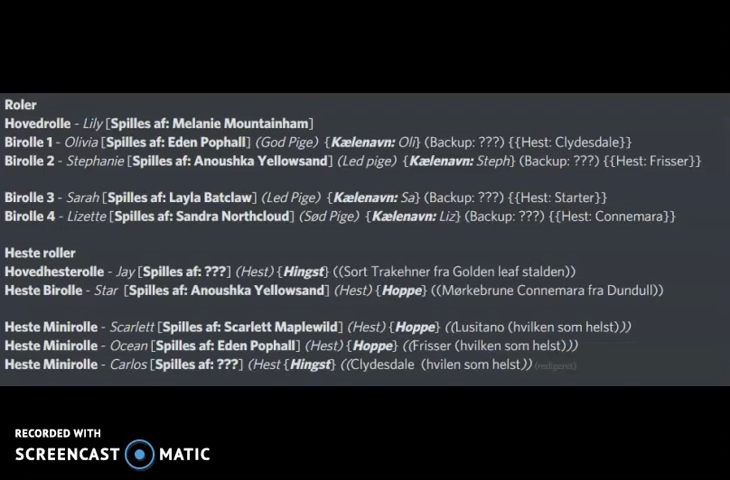 Roler
Hovedrolle - Lily [Spilles af: Melanie Mountainham]
Birolle 1 - Olivia [Spilles af: Eden Pophall] (God Pige) {Kælenavn: Oli} (Backup: ???) {{Hest: Clydesdale}}
Birolle 2 - Stephanie [Spilles af: Anoushka Yellowsand] (Led pige) {Kælenavn: Steph} (Backup: ???) {{Hest: Frisser}}
Birolle 3 - Sarah [Spilles af: Layla Batclaw] (Led Pige) {Kælenavn: Sa} (Backup: ???) {{Hest: Starter}}
Birolle 4 - Lizette [Spilles af: Sandra Northcloud] (Sød Pige) {Kælenavn: Liz} (Backup: ???) {{Hest: Connemara}}
Heste roller
Hovedhesterolle - Jay [Spilles af: ???] (Hest) {Hingst} ((Sort Trakehner fra Golden leaf stalden))
Heste Birolle - Star [Spilles af: Anoushka Yellowsand] (Hest) {Hoppe} ((Mørkebrune Connemara fra Dundull))
Heste Minirolle - Scarlett [Spilles af: Scarlett Maplewild] (Hest) {Hoppe} ((Lusitano (hvilken som helst)))
Heste Minirolle - Ocean [Spilles af: Eden Pophall] (Hest) {Hoppe} ((Frisser (hvilken som helst)))
Heste Minirolle - Carlos [Spilles af: ???] (Hest {Hingst} ((Clydesdale (hvilen som helst)) (redigeret)
RECORDED WITH
SCREENCAST MATIC